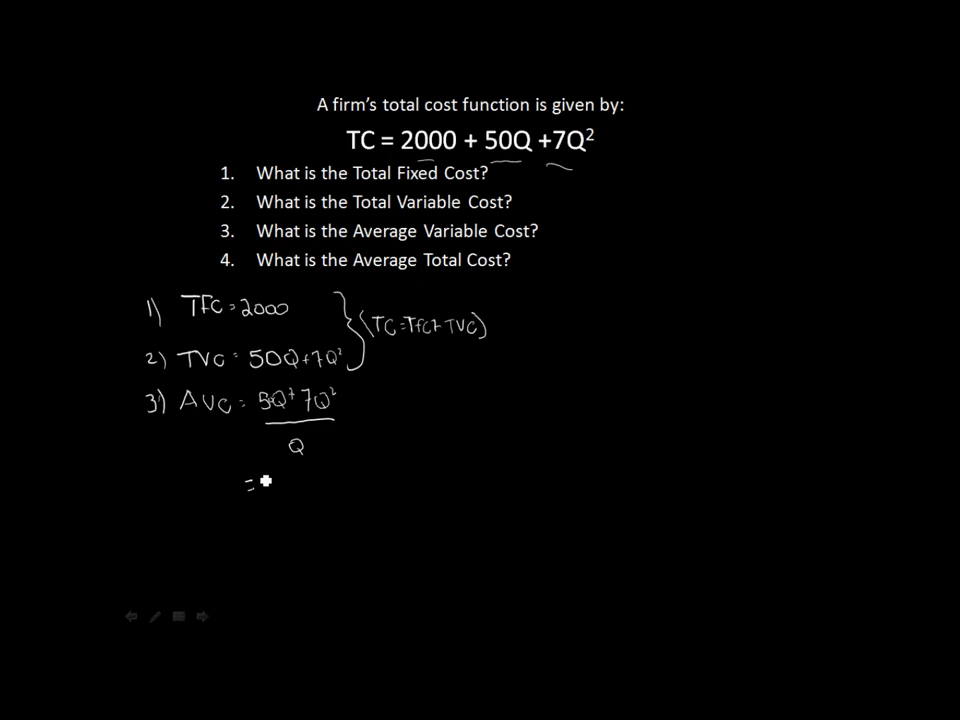 A firm's total cost function is given by:
TC = 2000 + 50Q +7Q²
1. What is the Total Fixed Cost?
2. What is the Total Variable Cost?
3. What is the Average Variable Cost?
4. What is the Average Total Cost?
1) TFC = 2000
(TC = TFC + TVC)
2) TVC = 50Q + 7Q²
3) AVC = 50Q + 7Q²
Q
=